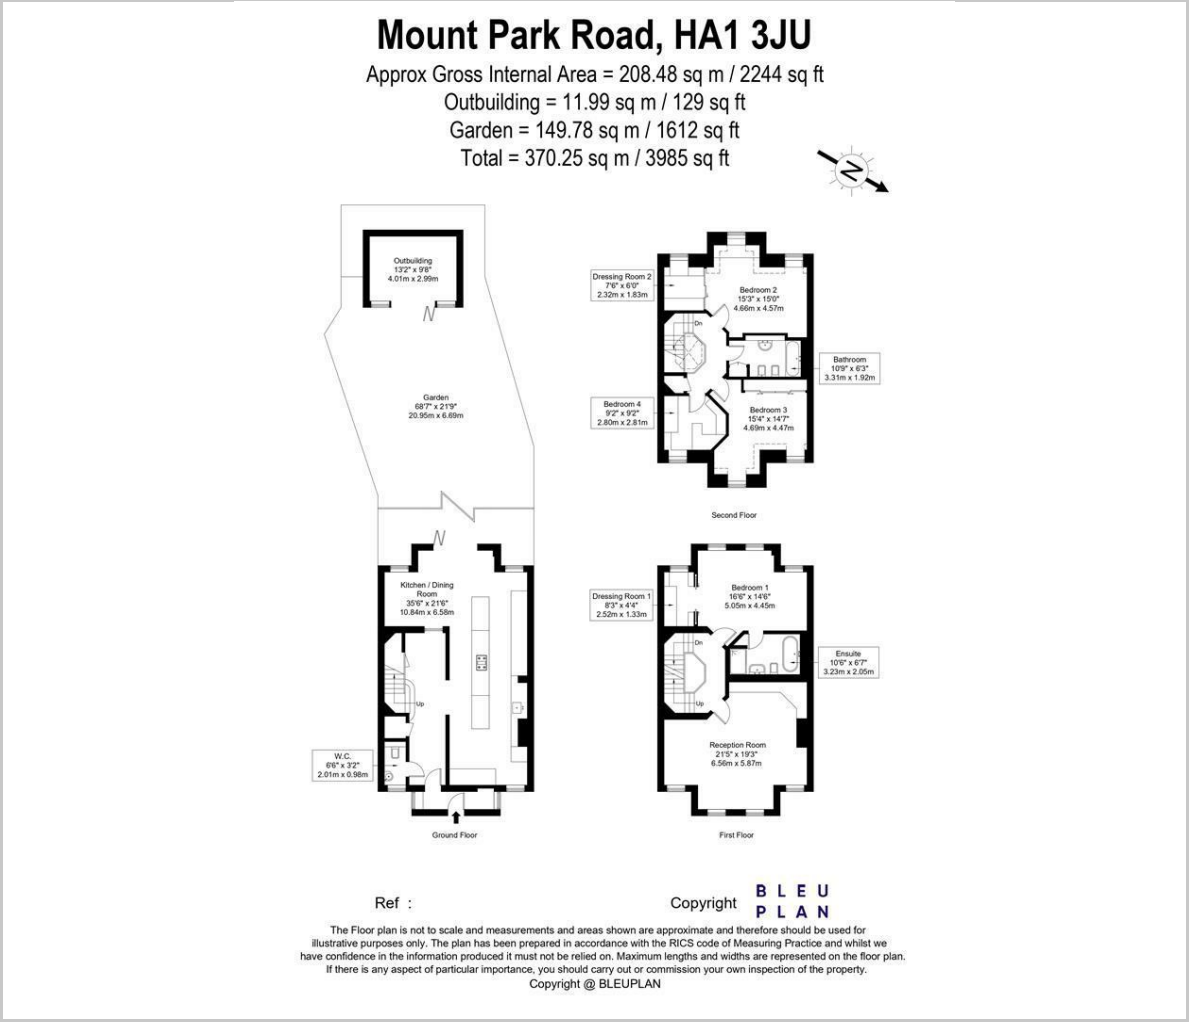 Mount Park Road, HA1 3JU
Approx Gross Internal Area = 208.48 sq m / 2244 sq ft
Outbuilding = 11.99 sq m / 129 sq ft
Garden = 149.78 sq m / 1612 sq ft
Total = 370.25 sq m / 3985 sq ft
N
Outbuilding
13'2" x 9'8"
4.01m x 2.99m
N
Garden
68'7" x 21'9"
20.95m x 6.69m
N
Kitchen / Dining
Room
35'6" x 21'6"
10.84m x 6.58m
Up
W.C.
6'6" x 3'2"
2.01m x 0.98m
Ground Floor
Dressing Room 2
7'6" x 6'0"
2.32m x 1.83m
Bedroom 2
15'3" x 15'0"
4.66m x 4.57m
Dn
Bathroom
10'9" x 6'3"
3.31m x 1.92m
Bedroom 4
9'2" x 9'2"
2.80m x 2.81m
Bedroom 3
15'4" x 14'7"
4.69m x 4.47m
Second Floor
Dressing Room 1
8'3" x 4'4"
2.52m x 1.33m
Bedroom 1
16'6" x 14'6"
5.05m x 4.45m
Dn
Ensuite
10'6" x 6'7"
3.23m x 2.05m
Up
Reception Room
21'5" x 19'3"
6.56m x 5.87m
First Floor
Ref :
Copyright
BLEU
PLAN
The Floor plan is not to scale and measurements and areas shown are approximate and therefore should be used for
illustrative purposes only. The plan has been prepared in accordance with the RICS code of Measuring Practice and whilst we
have confidence in the information produced it must not be relied on. Maximum lengths and widths are represented on the floor plan.
If there is any aspect of particular importance, you should carry out or commission your own inspection of the property.
Copyright @ BLEUPLAN